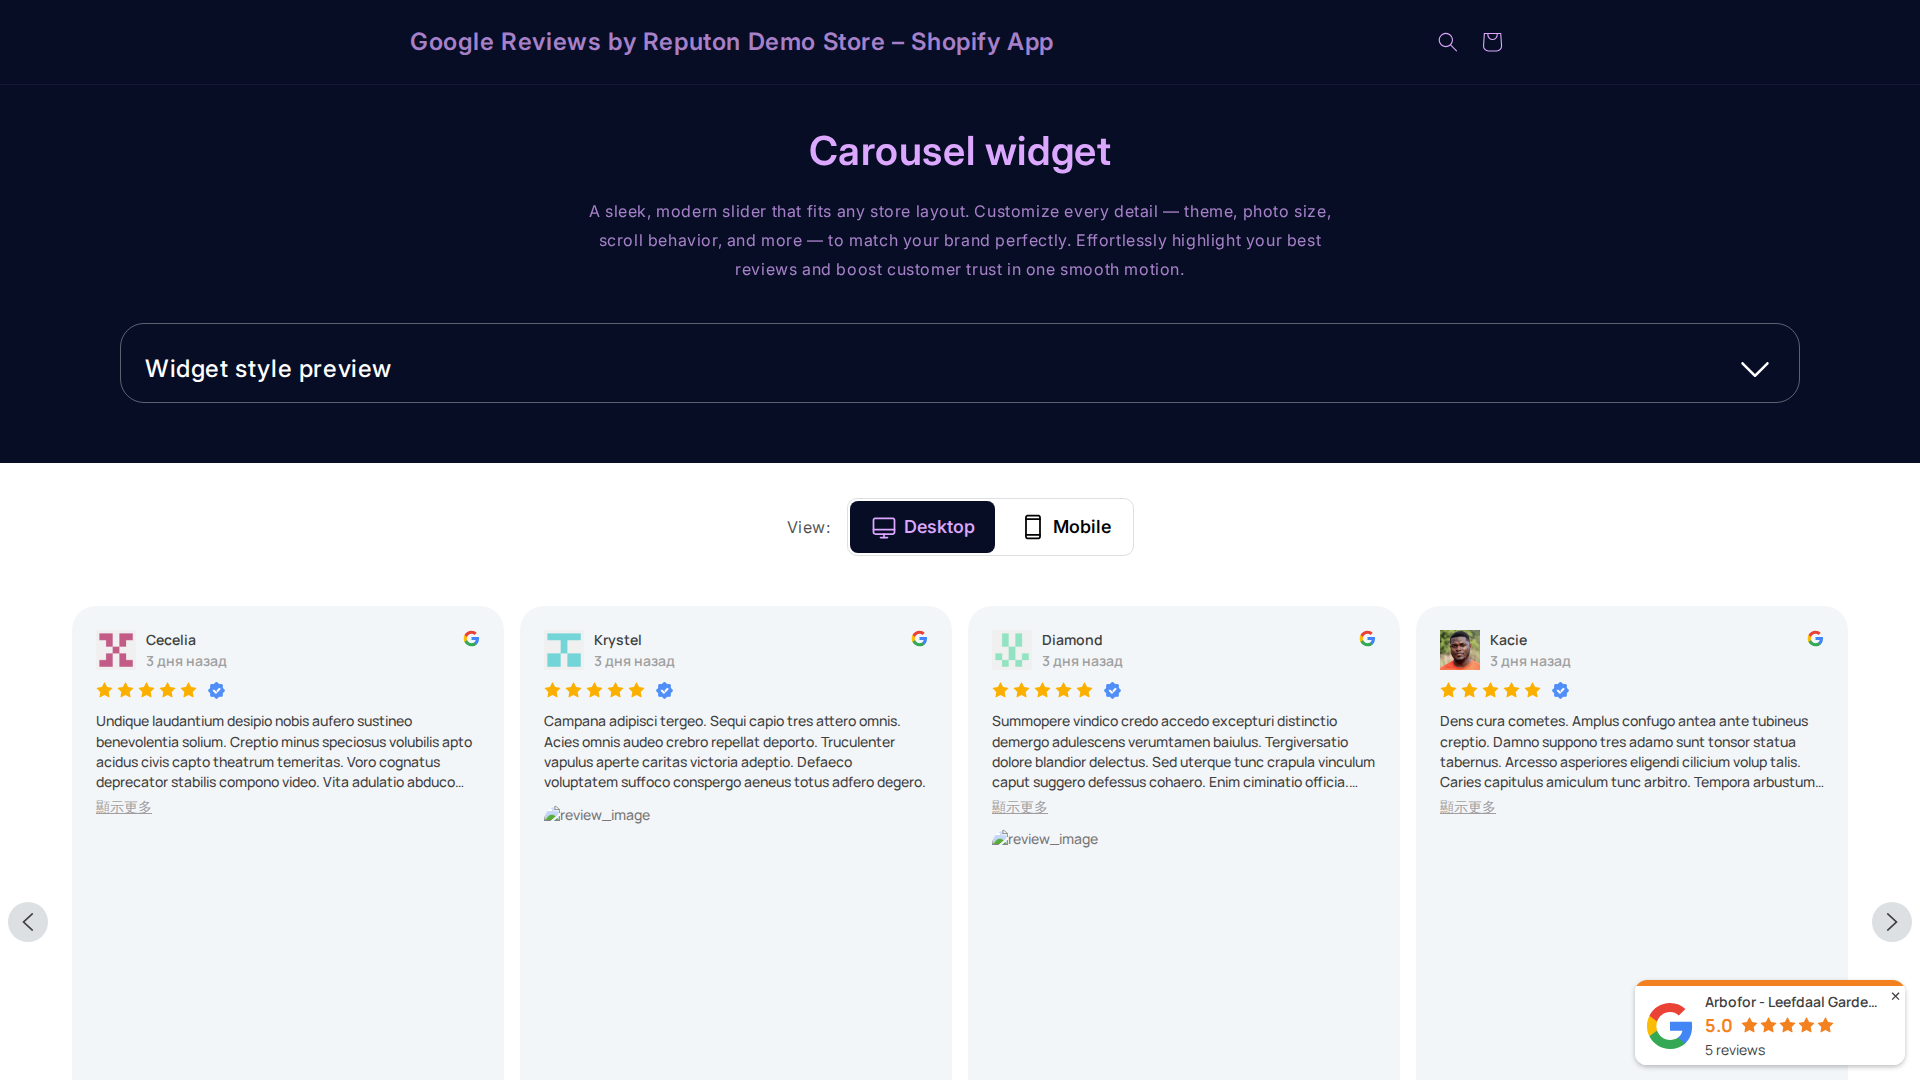 Google Reviews by Reputon Demo Store – Shopify App
Carousel widget
A sleek, modern slider that fits any store layout. Customize every detail — theme, photo size,
scroll behavior, and more — to match your brand perfectly. Effortlessly highlight your best
reviews and boost customer trust in one smooth motion.
Widget style preview
View:
Desktop
Mobile
Cecelia
3 дня назад
Undique laudantium desipio nobis aufero sustineo
benevolentia solium. Creptio minus speciosus volubilis apto
acidus civis capto theatrum temeritas. Voro cognatus
deprecator stabilis compono video. Vita adulatio abduco...
顯示更多
Krystel
3 дня назад
Campana adipisci tergeo. Sequi capio tres attero omnis.
Acies omnis audeo crebro repellat deporto. Truculenter
vapulus aperte caritas victoria adeptio. Defaeco
voluptatem suffoco conspergo aeneus totus adfero degero.
review_image
Diamond
3 дня назад
Summopere vindico credo accedo excepturi distinctio
demergo adulescens verumtamen baiulus. Tergiversatio
dolore blandior delectus. Sed uterque tunc crapula vinculum
caput suggero defessus cohaero. Enim ciminatio officia....
顯示更多
review_image
Kacie
3 дня назад
Dens cura cometes. Amplus confugo antea ante tubineus
creptio. Damno suppono tres adamo sunt tonsor statua
tabernus. Arcesso asperiores eligendi cilicium volup talis.
Caries capitulus amiculum tunc arbitro. Tempora arbustum...
顯示更多
Arbofor - Leefdaal Garde...
5.0
5 reviews